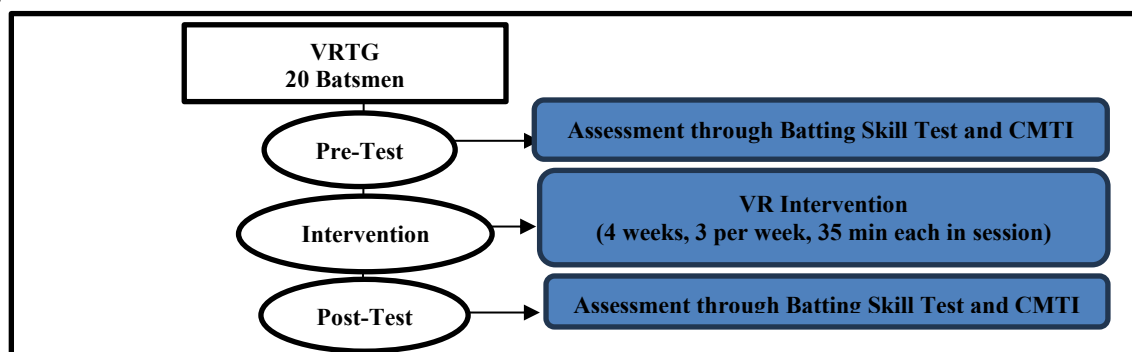 VRTG
20 Batsmen
Pre-Test
Assessment through Batting Skill Test and CMTI
Intervention
VR Intervention
(4 weeks, 3 per week, 35 min each in session)
Post-Test
Assessment through Batting Skill Test and CMTI